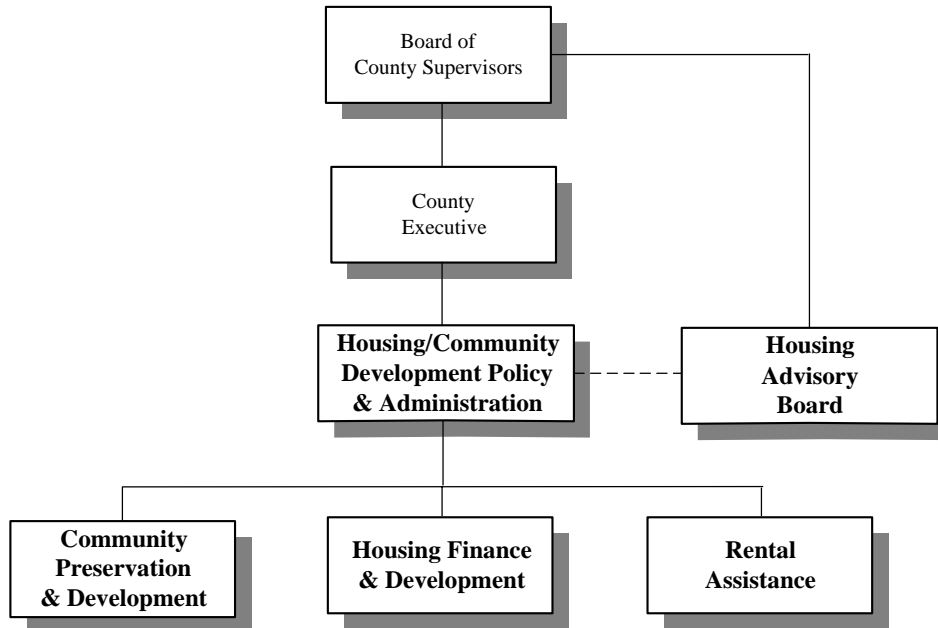 Board of
County Supervisors
County
Executive
Housing/Community
Development Policy
& Administration
Housing
Advisory
Board
Community
Preservation
& Development
Housing Finance
& Development
Rental
Assistance